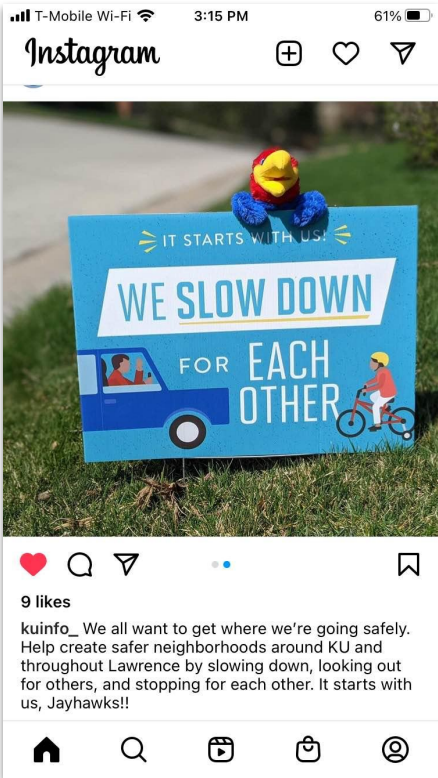 T-Mobile Wi-Fi 3:15 PM 61%
Instagram
IT STARTS WITH US!
WE SLOW DOWN
FOR EACH
OTHER
9 likes
kuinfo_ We all want to get where we're going safely.
Help create safer neighborhoods around KU and
throughout Lawrence by slowing down, looking out
for others, and stopping for each other. It starts with
us, Jayhawks!!